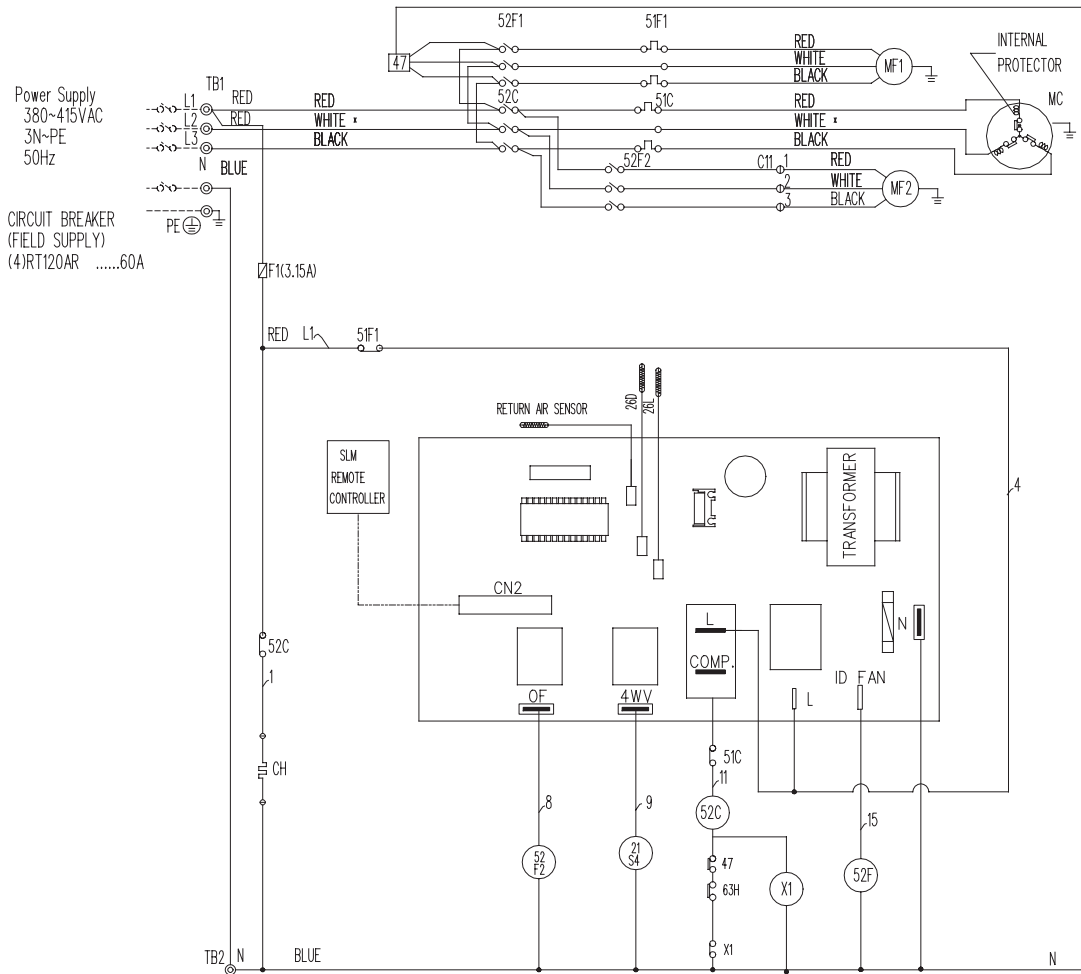 52F1
51F1
RED
WHITE
BLACK
47
MF1
INTERNAL
PROTECTOR
MC
TB1
Power Supply
380~415VAC
3N~PE
50Hz
L1
RED
RED
52C
51C
RED
L2
RED
WHITE *
WHITE *
L3
BLACK
BLACK
N
BLUE
52F2
C11
1
RED
2
WHITE
3
BLACK
MF2
PE
CIRCUIT BREAKER
(FIELD SUPPLY)
(4)RT120AR ......60A
F1(3.15A)
RED
L1
51F1
26D
26L
RETURN AIR SENSOR
SLM
REMOTE
CONTROLLER
TRANSFORMER
4
CN2
L
COMP.
N
52C
1
OF
4WV
L
ID FAN
CH
51C
11
8
9
52C
15
52
F2
21
S4
47
63H
X1
52F
X1
TB2
N
BLUE
N